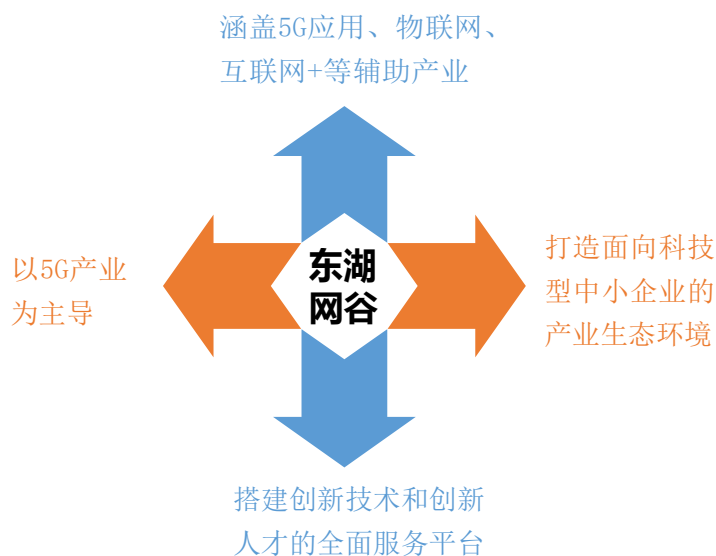 涵盖5G应用、物联网、
互联网+等辅助产业
以5G产业
为主导
东湖
网谷
打造面向科技
型中小企业的
产业生态环境
搭建创新技术和创新
人才的全面服务平台